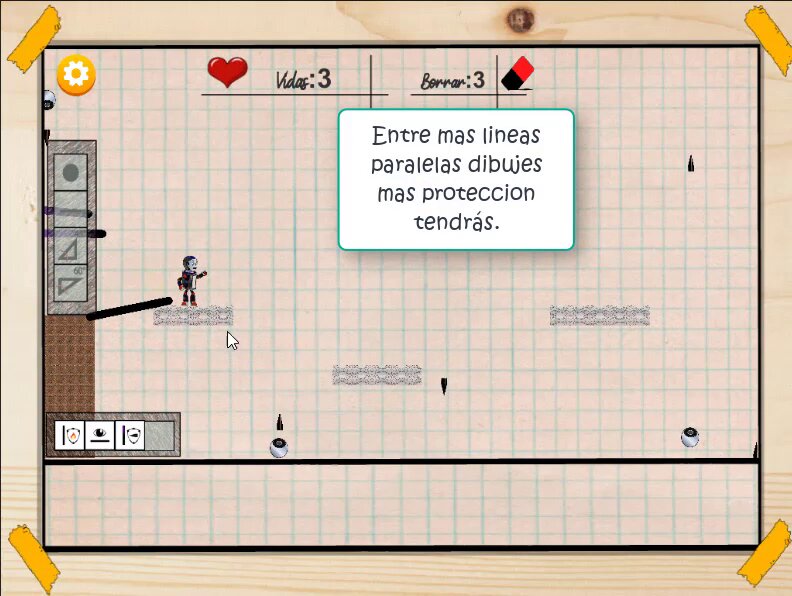 Vidas:3
Borrar:3
Entre mas lineas
paralelas dibujes
mas proteccion
tendrás.
60°